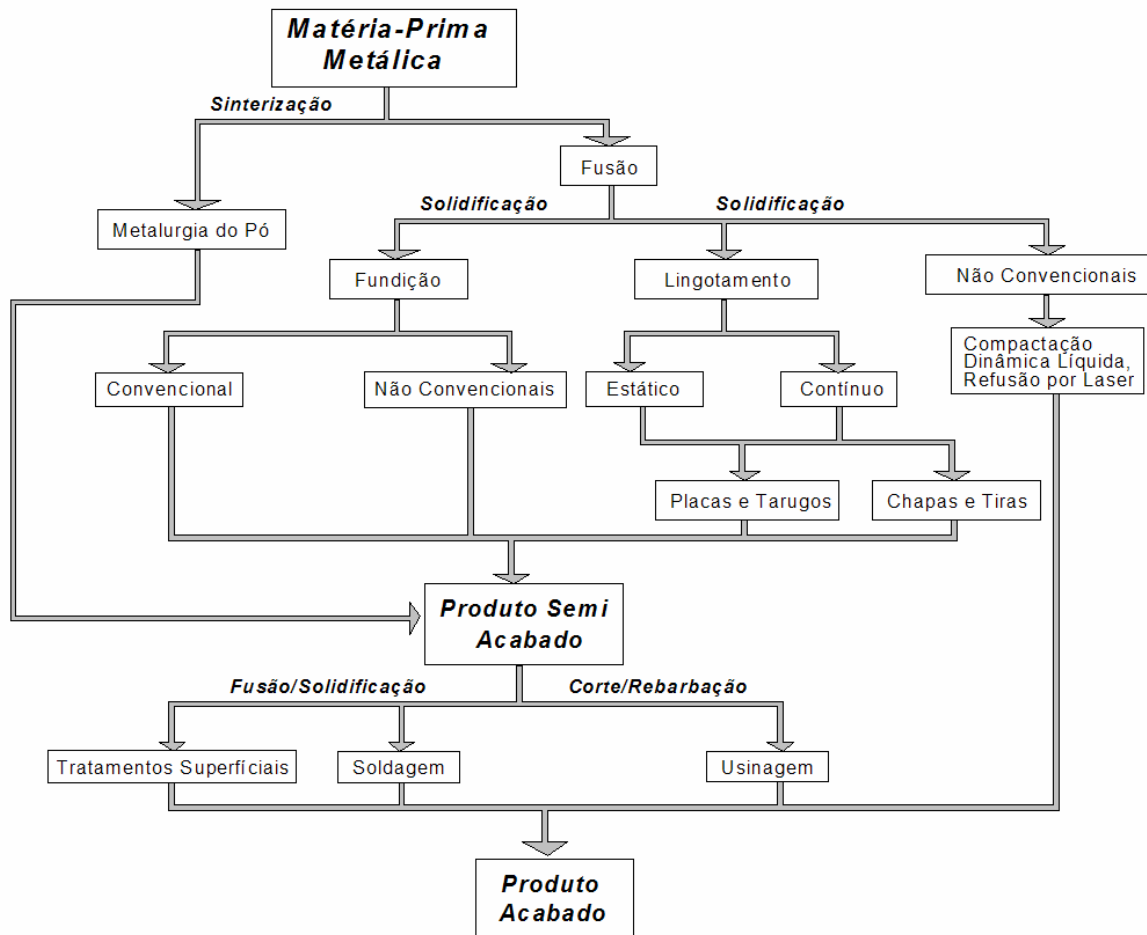 Matéria-Prima
Metálica
Sinterização
Fusão
Solidificação
Solidificação
Metalurgia do Pó
Fundição
Lingotamento
Não Convencionais
Compactação
Dinâmica Líquida,
Refusão por Laser
Convencional
Não Convencionais
Estático
Contínuo
Placas e Tarugos
Chapas e Tiras
Produto Semi
Acabado
Fusão/Solidificação
Corte/Rebarbação
Tratamentos Superfíciais
Soldagem
Usinagem
Produto
Acabado